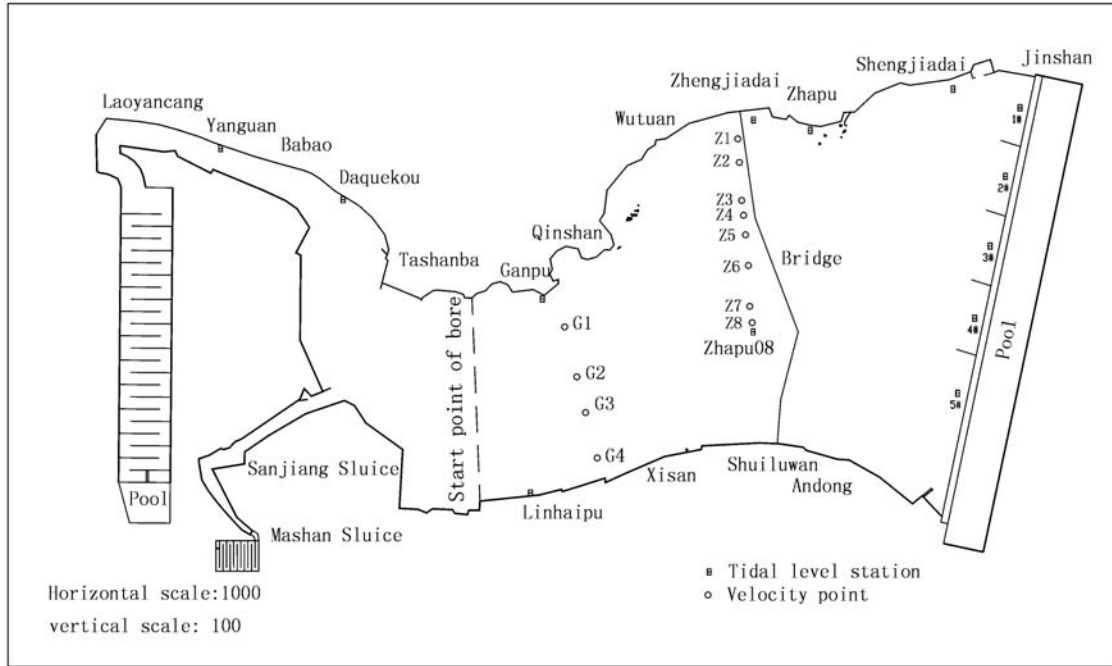 Jinshan
Shengjiadai
Zhengjiadai
Zhapu
Laoyancang
Wutuan
1#
Yanguan
Babao
Z1
Z2
2#
Daquekou
Z3
Z4
Qinshan
Z5
Bridge
3#
Tashanba
Ganpu
Z6
Z7
G1
Z8
4#
Zhapu08
Pool
Start point of bore
G2
5#
G3
G4
Sanjiang Sluice
Xisan
Shuiluwan
Andong
Pool
Linhaipu
Mashan Sluice
Tidal level station
Horizontal scale:1000
Velocity point
vertical scale: 100